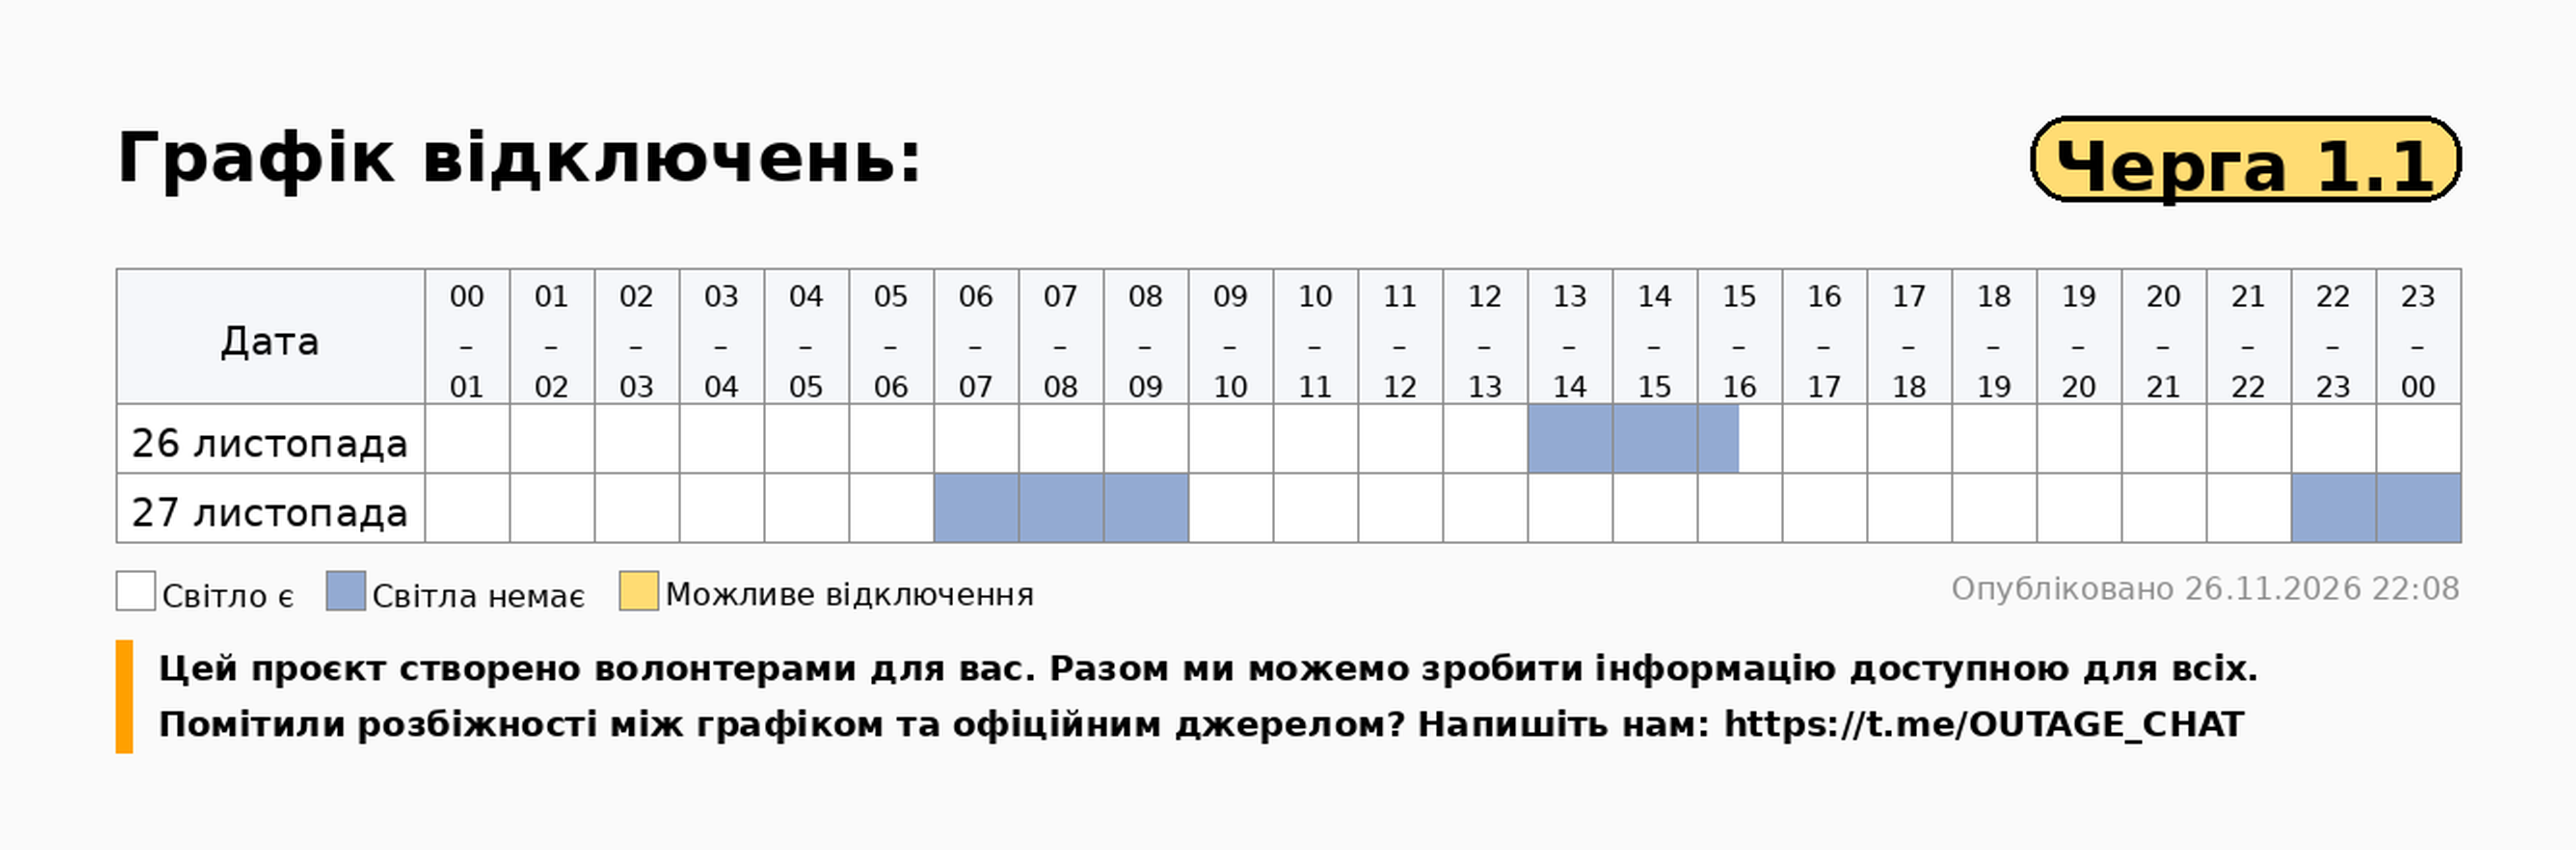 Графік відключень:
Черга 1.1
Дата 00 – 01 01 – 02 02 – 03 03 – 04 04 – 05 05 – 06 06 – 07 07 – 08 08 – 09 09 – 10 10 – 11 11 – 12 12 – 13 13 – 14 14 – 15 15 – 16 16 – 17 17 – 18 18 – 19 19 – 20 20 – 21 21 – 22 22 – 23 23 – 00
26 листопада
27 листопада
Світло є Світла немає Можливе відключення
Опубліковано 26.11.2026 22:08
Цей проєкт створено волонтерами для вас. Разом ми можемо зробити інформацію доступною для всіх.
Помітили розбіжності між графіком та офіційним джерелом? Напишіть нам: https://t.me/OUTAGE_CHAT